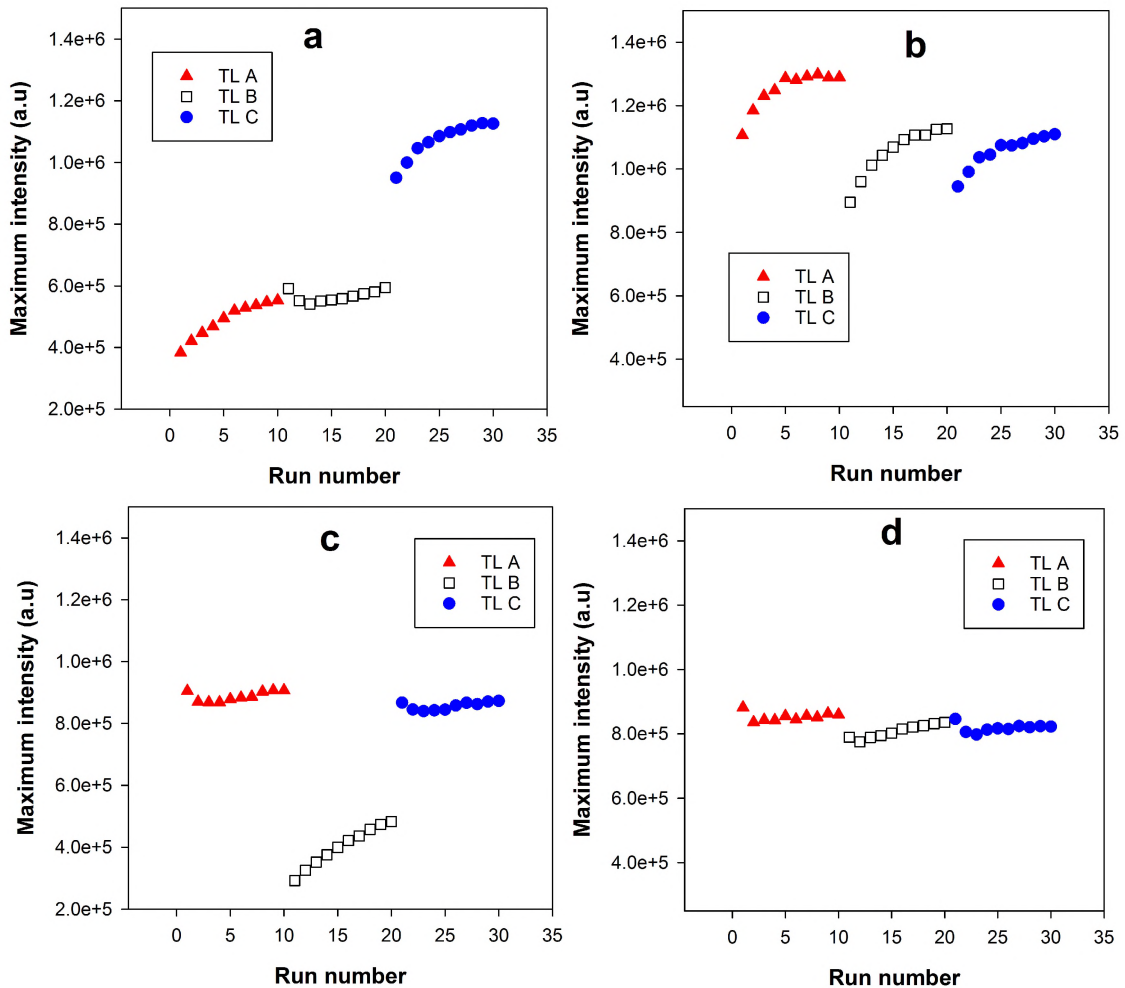 a
TL A
TL B
TL C
Maximum intensity (a.u)
1.4e+6
1.2e+6
1.0e+6
8.0e+5
6.0e+5
4.0e+5
2.0e+5
0 5 10 15 20 25 30 35
Run number
b
TL A
TL B
TL C
Maximum intensity (a.u)
1.4e+6
1.2e+6
1.0e+6
8.0e+5
6.0e+5
4.0e+5
0 5 10 15 20 25 30 35
Run number
c
TL A
TL B
TL C
Maximum intensity (a.u)
1.4e+6
1.2e+6
1.0e+6
8.0e+5
6.0e+5
4.0e+5
2.0e+5
0 5 10 15 20 25 30 35
Run number
d
TL A
TL B
TL C
Maximum intensity (a.u)
1.4e+6
1.2e+6
1.0e+6
8.0e+5
6.0e+5
4.0e+5
0 5 10 15 20 25 30 35
Run number